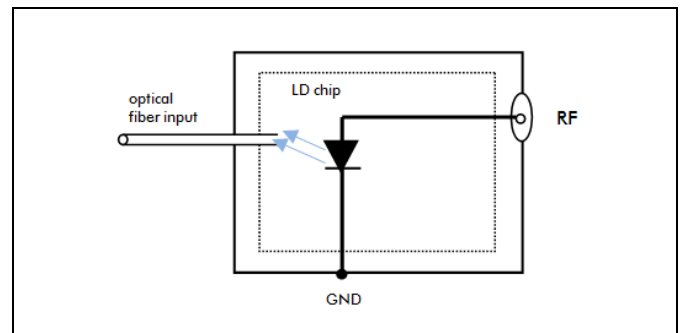 LD chip
optical
fiber input
RF
GND